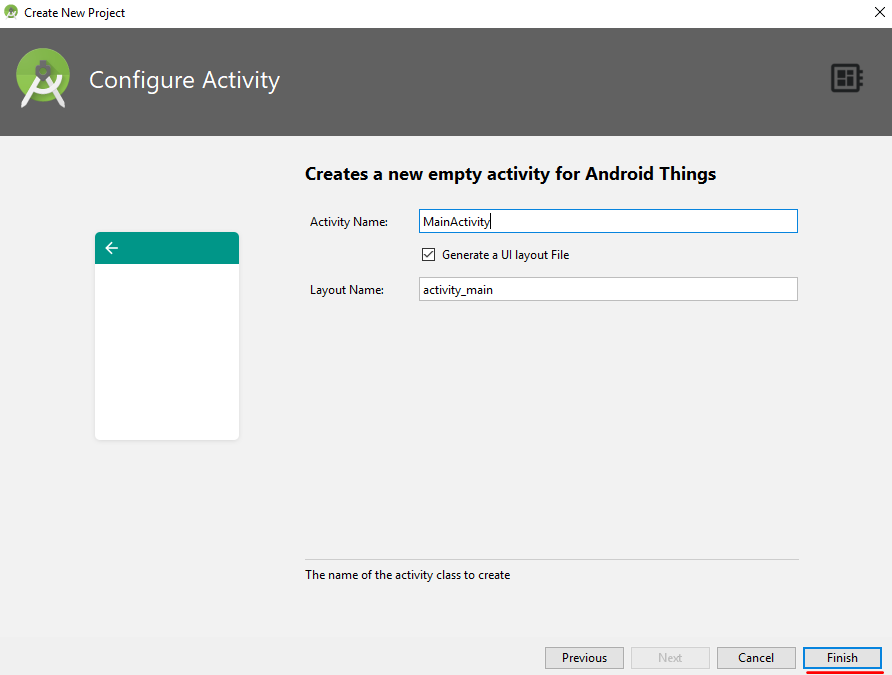 Create New Project
Configure Activity
Creates a new empty activity for Android Things
Activity Name: MainActivity
Generate a UI layout File
Layout Name: activity_main
The name of the activity class to create
Previous Next Cancel Finish